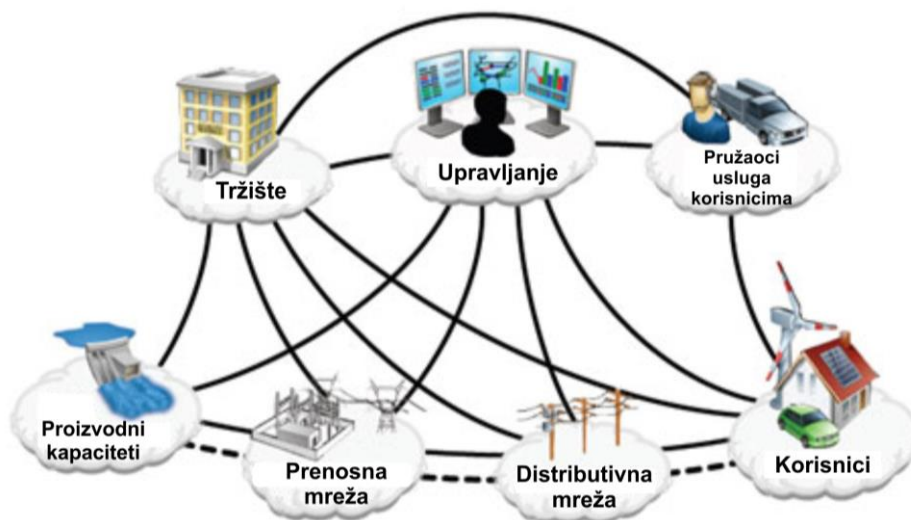 Tržište
Upravljanje
Pružaoci
usluga
korisnicima
Proizvodni
kapaciteti
Prenosna
mreža
Distributivna
mreža
Korisnici